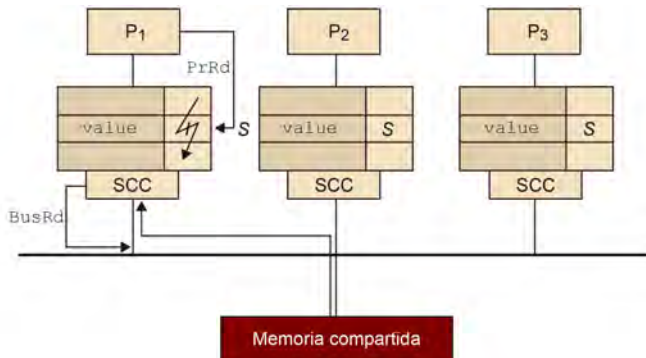 P1 P2 P3
PrRd
value S value S value S
SCC SCC SCC
BusRd
Memoria compartida